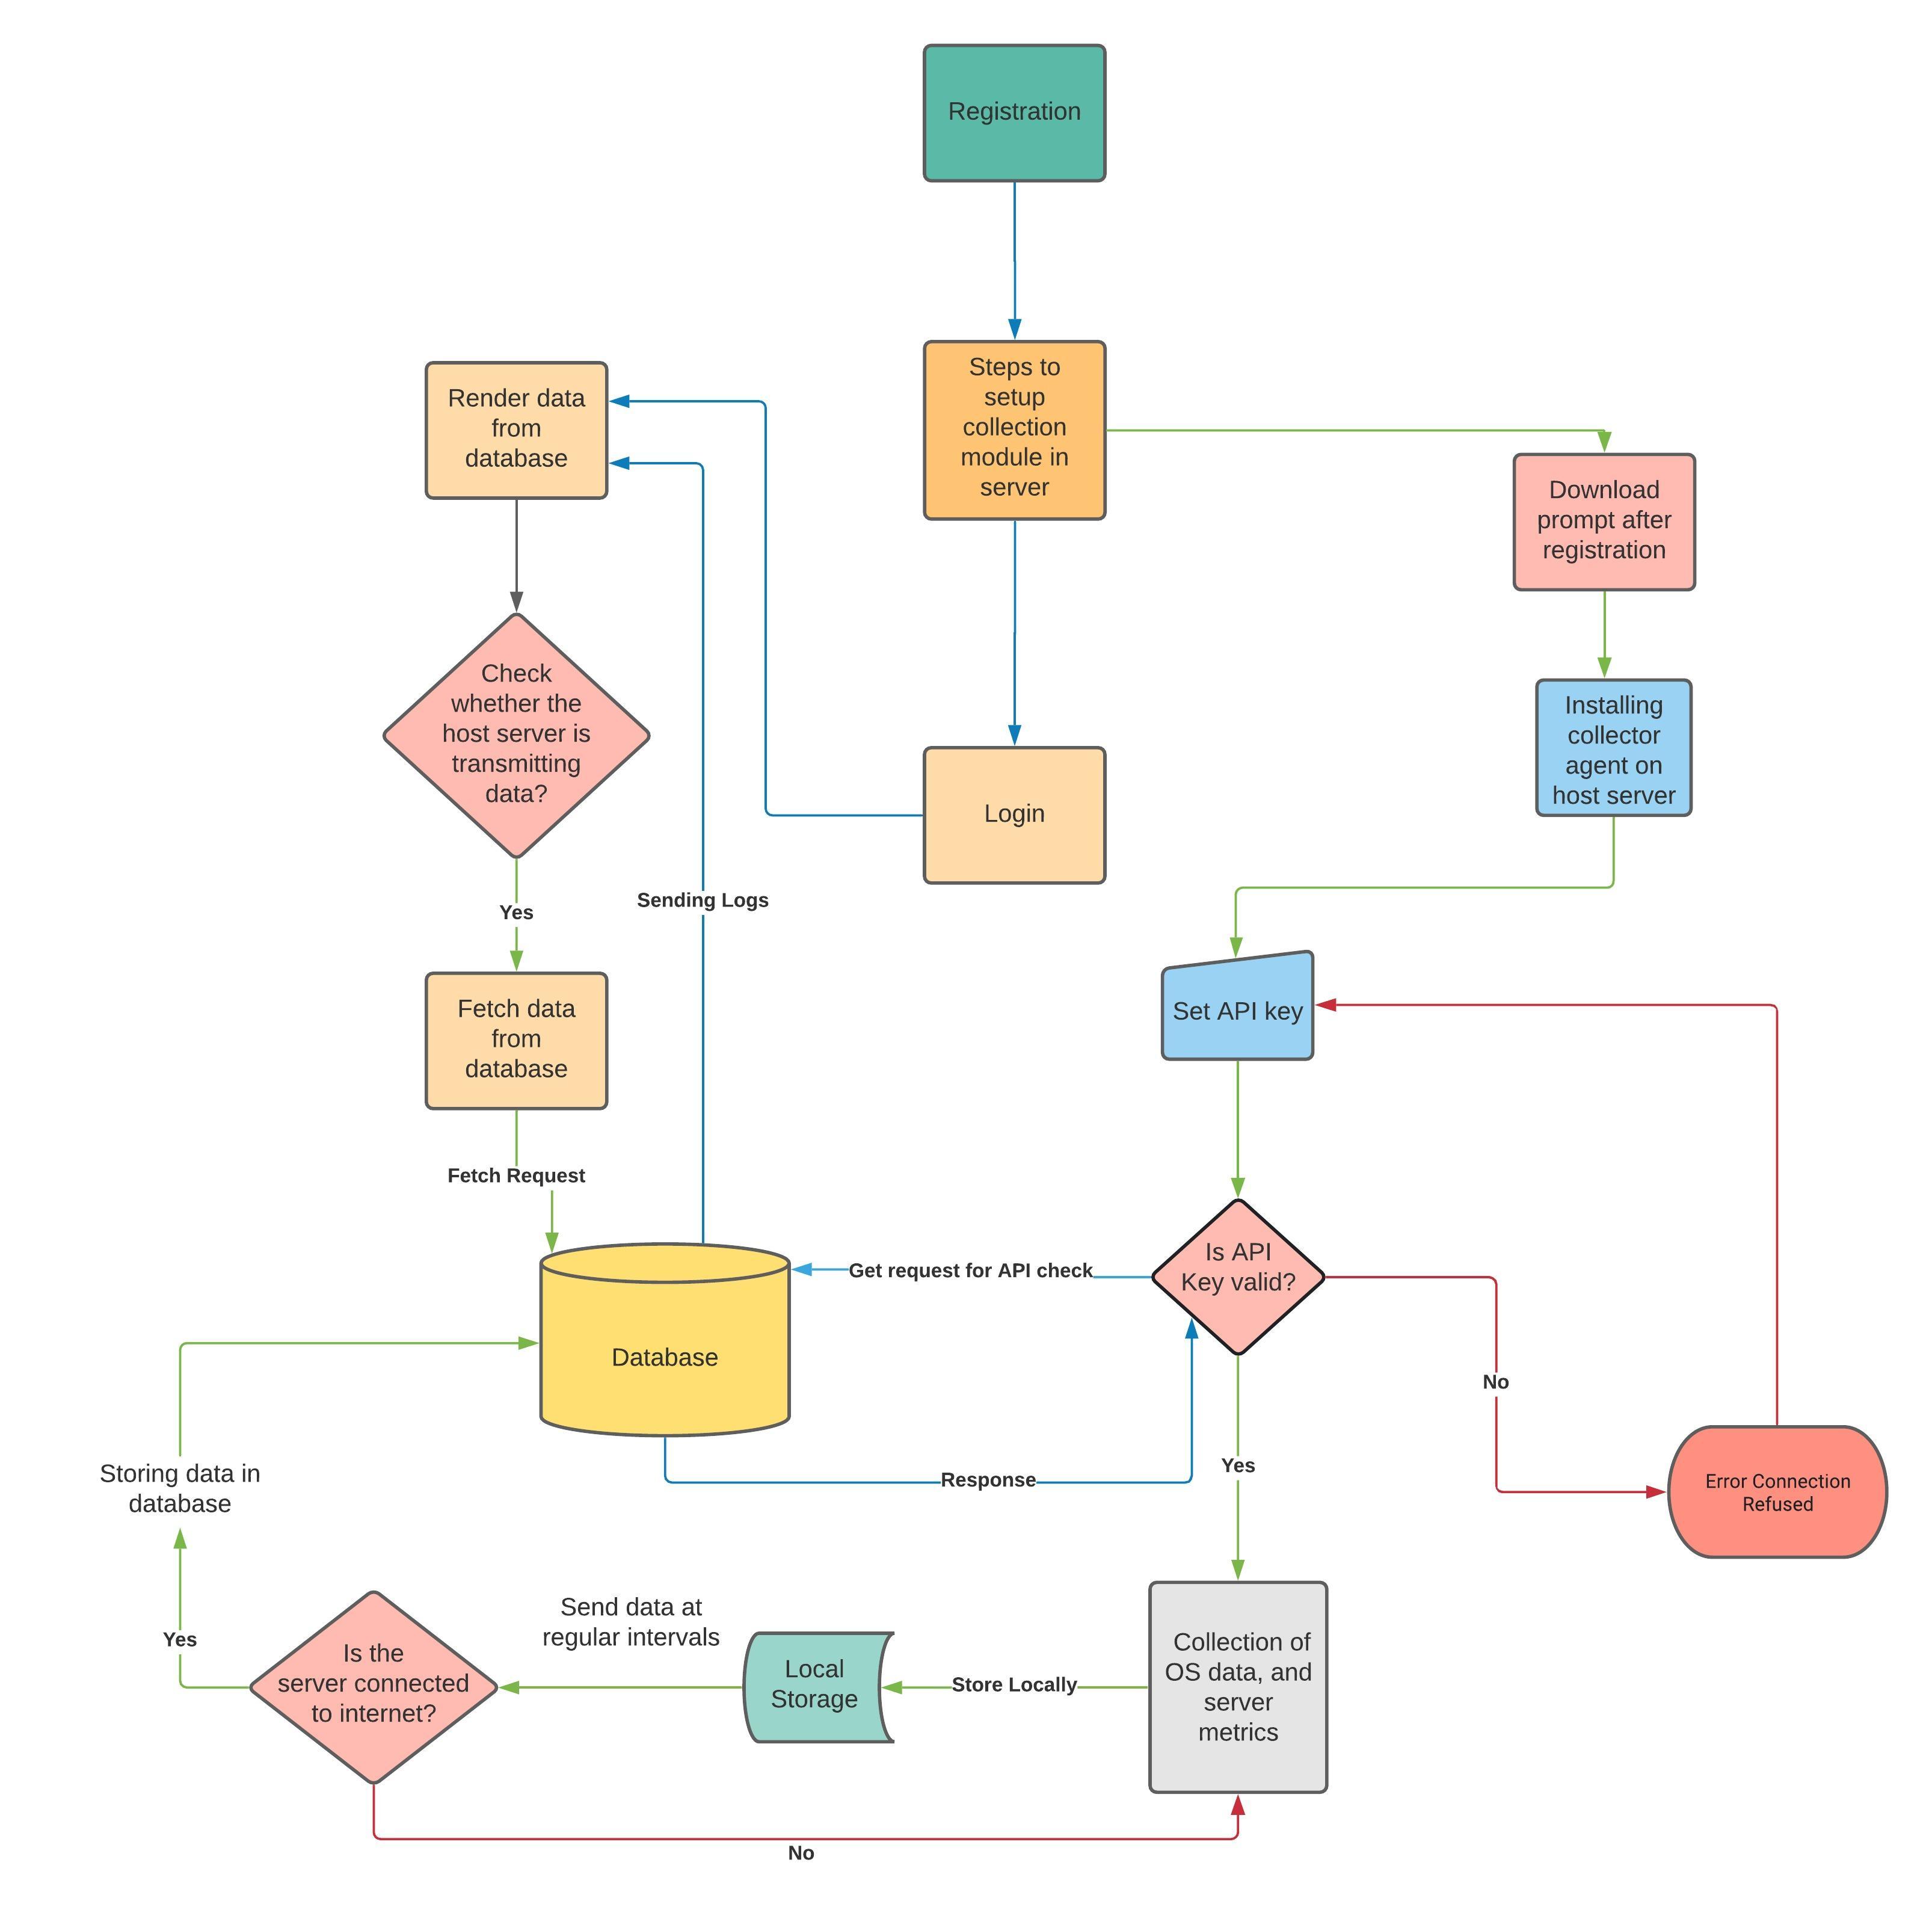 Registration
Steps to
setup
collection
module in
server
Render data
from
database
Download
prompt after
registration
Check
whether the
host server is
transmitting
data?
Installing
collector
agent on
host server
Login
Sending Logs
Yes
Fetch data
from
database
Set API key
Fetch Request
Is API
Key valid?
Get request for API check
Database
No
Response
Yes
Error Connection
Refused
Storing data in
database
Send data at
regular intervals
Yes
Is the
server connected
to internet?
Local
Storage
Store Locally
Collection of
OS data, and
server
metrics
No